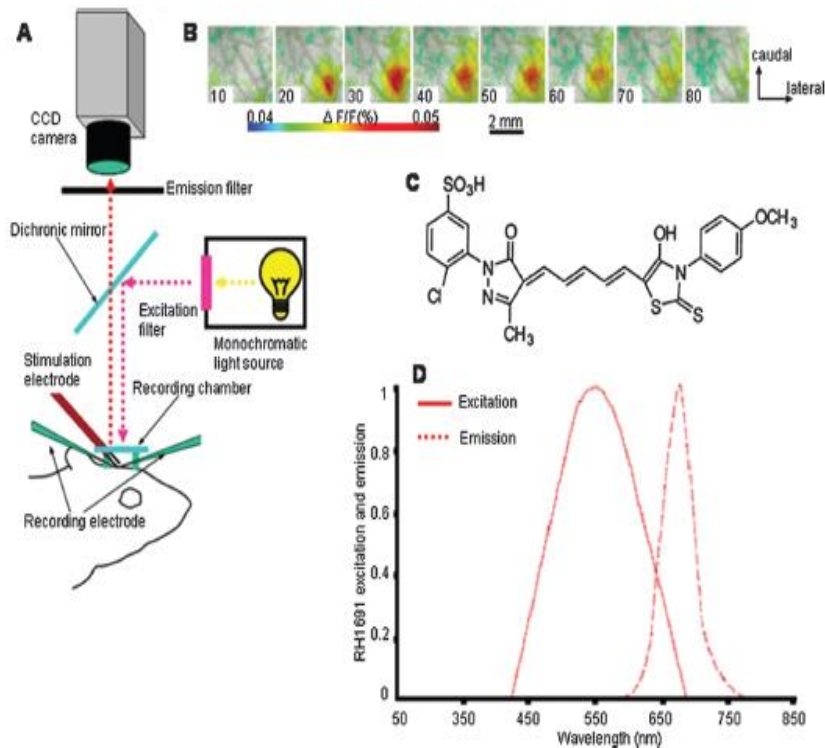 A
CCD
camera
Emission filter
Dichronic mirror
Excitation
filter
Monochromatic
light source
Stimulation
electrode
Recording chamber
Recording electrode
B
10 20 30 40 50 60 70 80
caudal
lateral
0.04 Δ F/F(%) 0.05
2 mm
C
SO₃H
O
OH
OCH₃
N
N
Cl
N
CH₃
S
S
D
Excitation
Emission
RH1691 excitation and emission
1
0.8
0.6
0.4
0.2
0
50 350 450 550 650 750 850
Wavelength (nm)